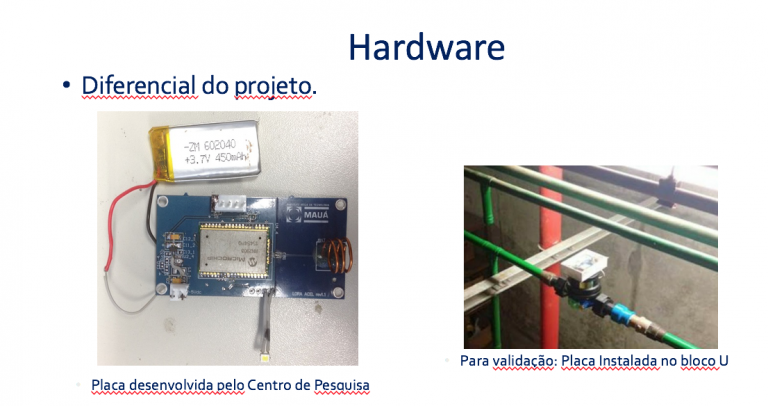 Hardware
• Diferencial do projeto.
-ZM 602040
+3.7V 450mAh
MAUÁ
Placa desenvolvida pelo Centro de Pesquisa
Para validação: Placa Instalada no bloco U